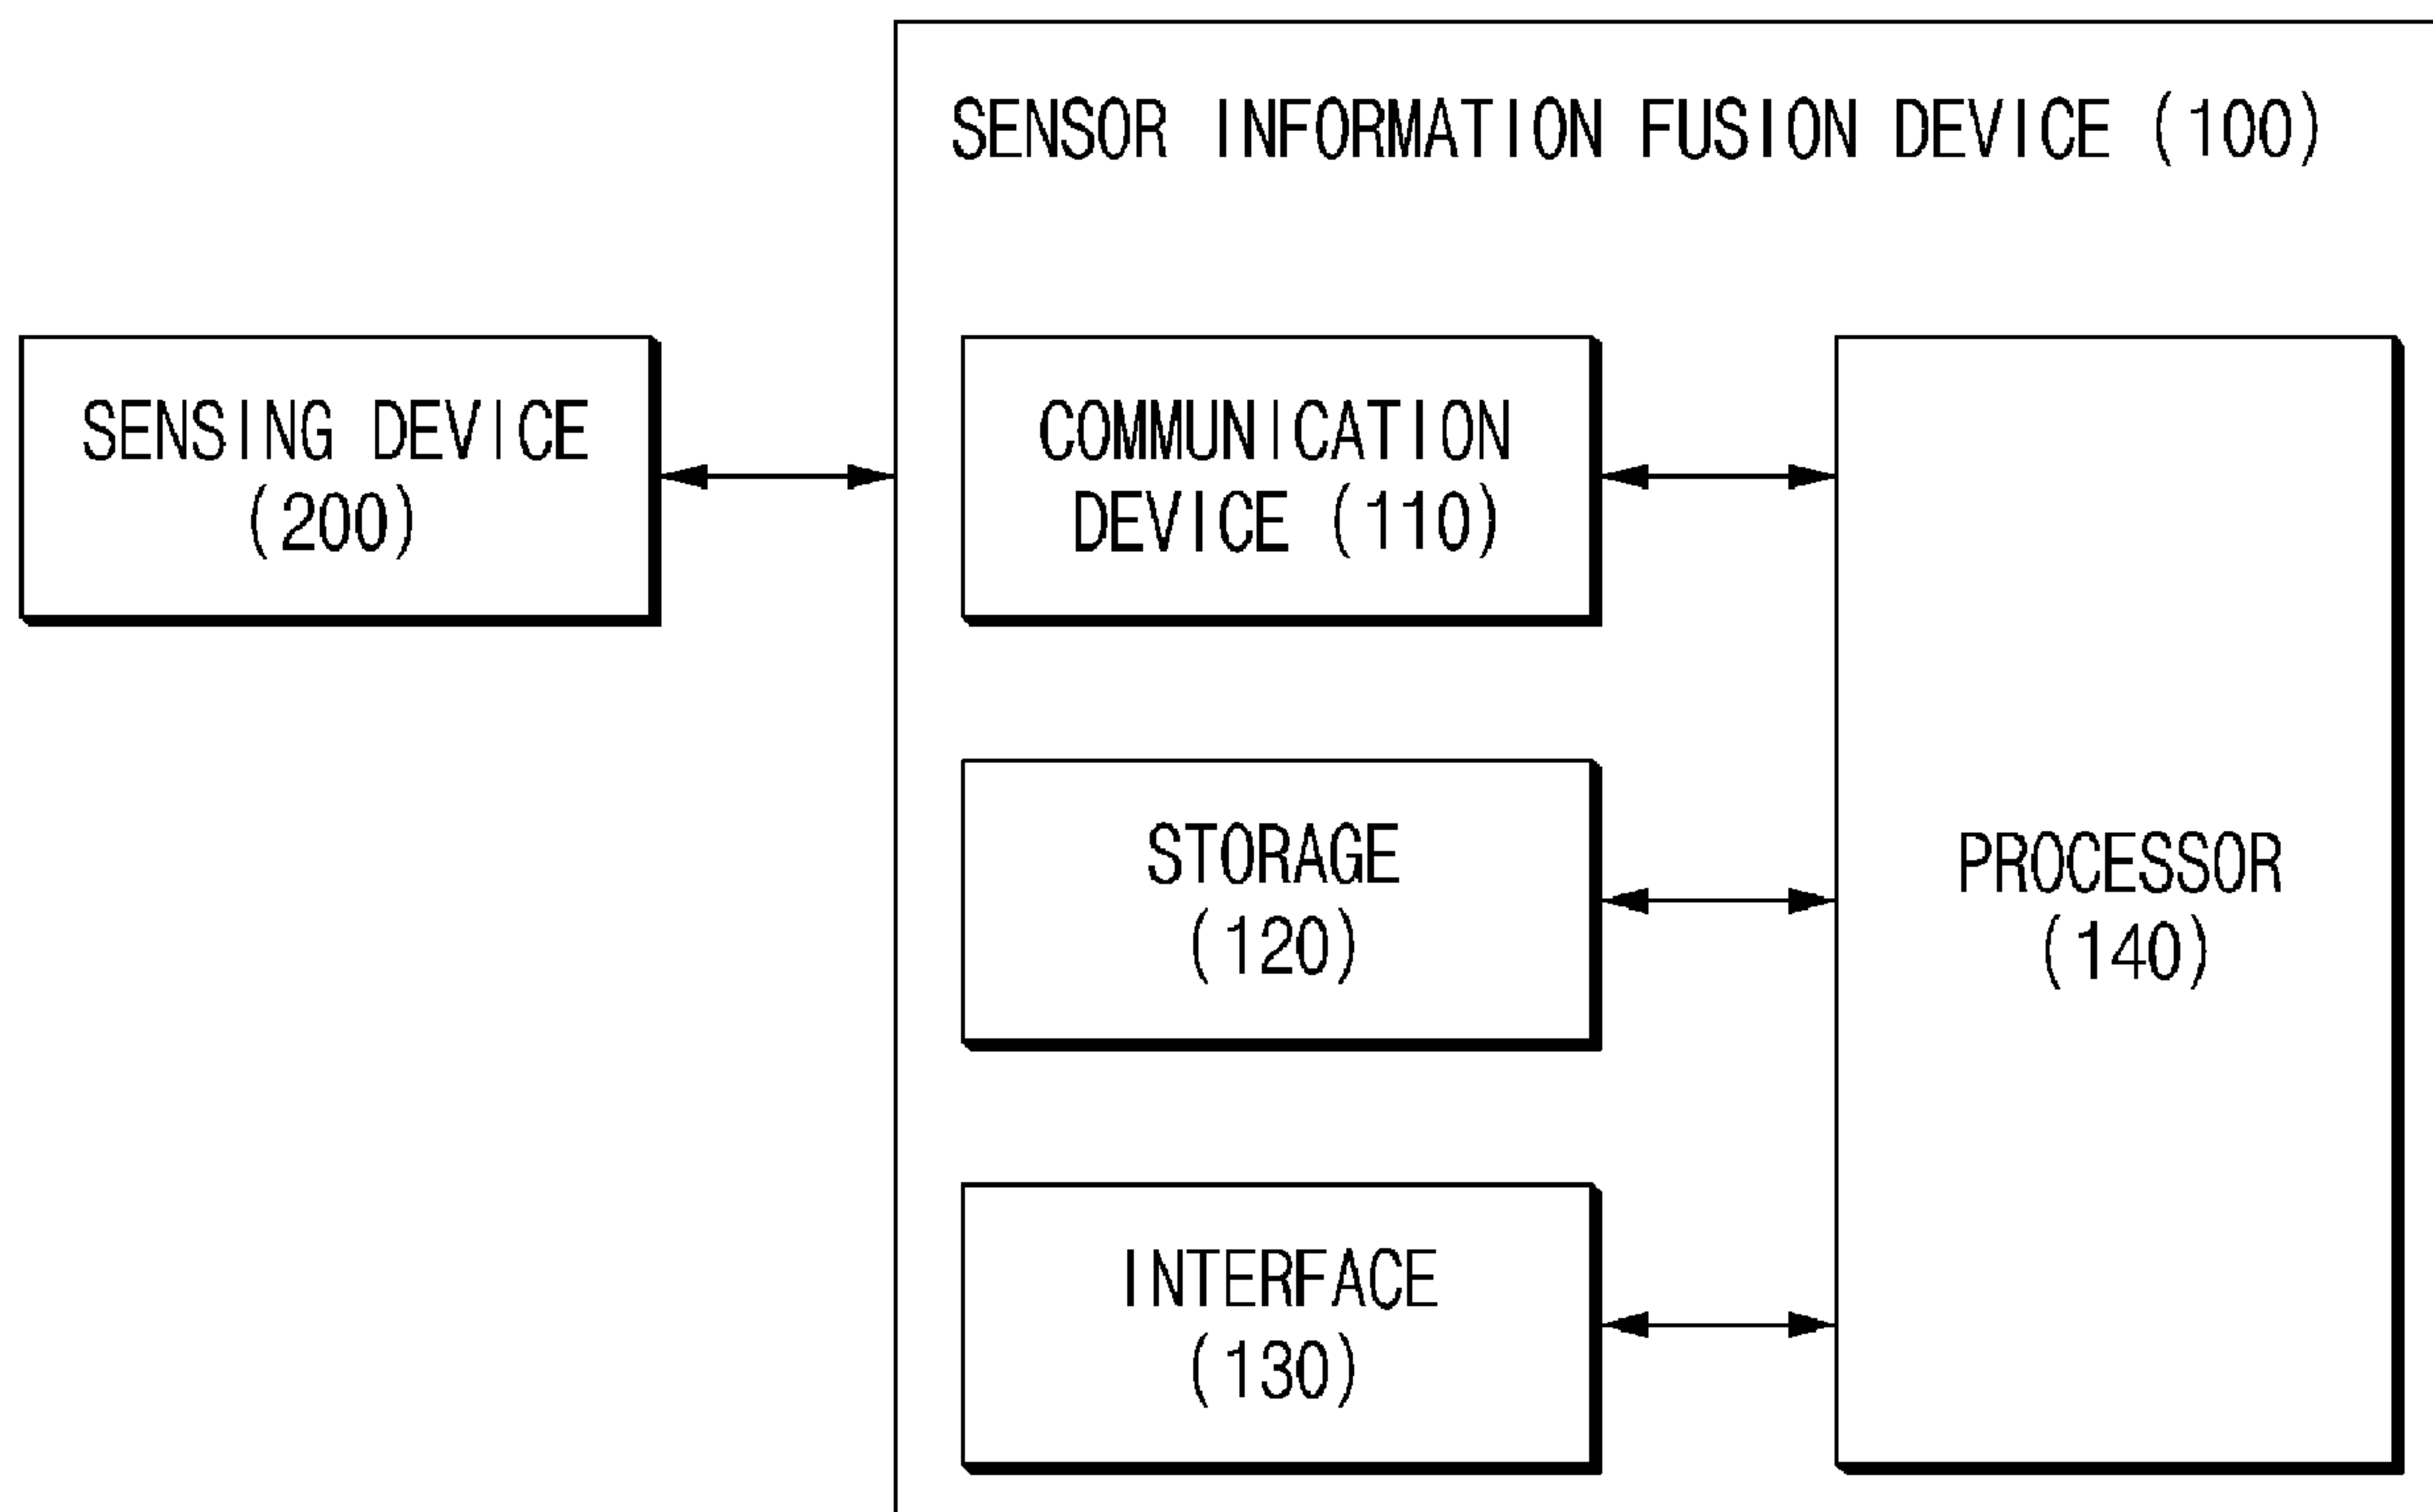 SENSOR INFORMATION FUSION DEVICE (100)
SENSING DEVICE
(200)
COMMUNICATION
DEVICE (110)
STORAGE
(120)
INTERFACE
(130)
PROCESSOR
(140)